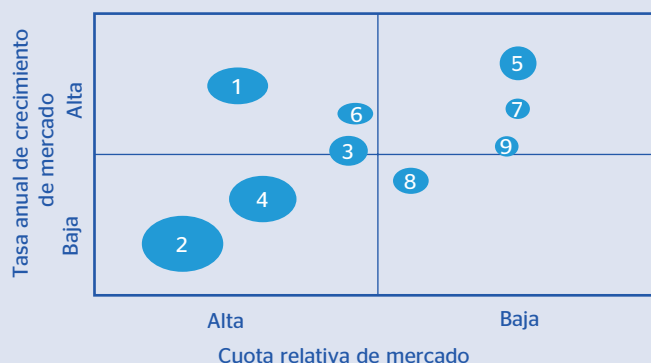 Tasa anual de crecimiento
de mercado
Alta
Baja
1
5
6
7
3
9
8
4
2
Alta
Baja
Cuota relativa de mercado